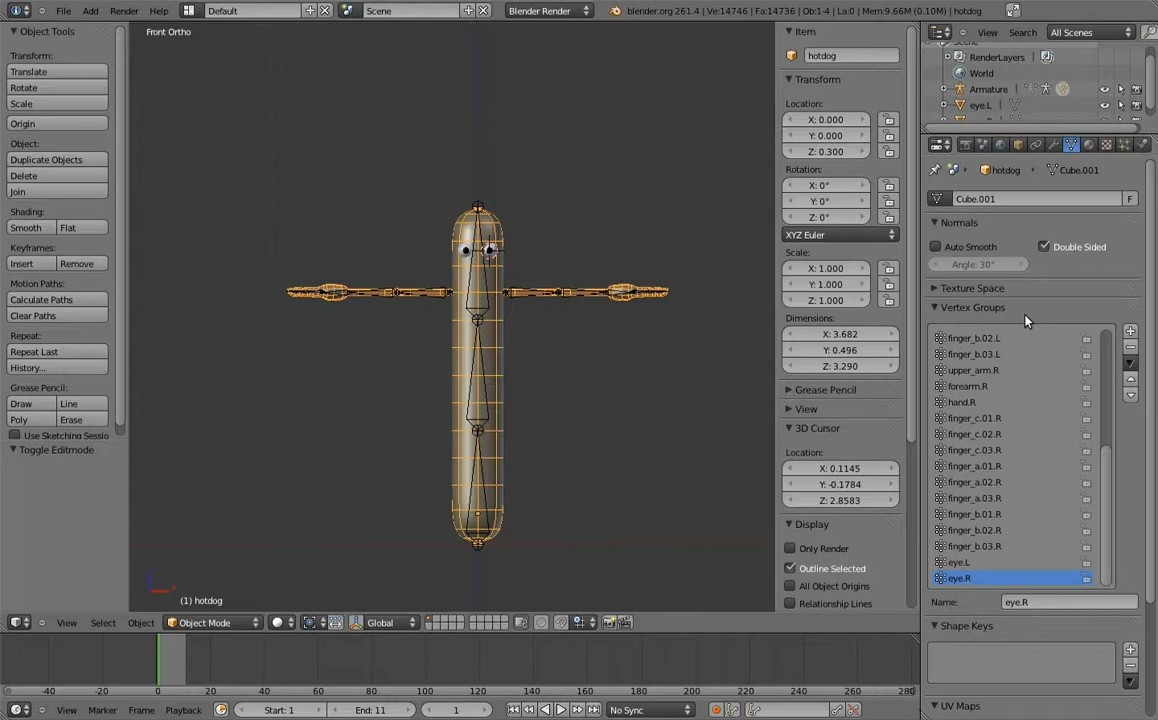 File Add Render Help Default Scene Blender Render blender.org 261.4 | Ve:14746 | Fa:14736 | Ob:1-4 | La:0 | Mem:9.66M (0.10M) | hotdog
Object Tools
Transform:
Translate
Rotate
Scale
Origin
Object:
Duplicate Objects
Delete
Join
Shading:
Smooth Flat
Keyframes:
Insert Remove
Motion Paths:
Calculate Paths
Clear Paths
Repeat:
Repeat Last
History...
Grease Pencil:
Draw Line
Poly Erase
Use Sketching Sessio
Toggle Editmode
Front Ortho
(1) hotdog
Item
hotdog
Transform
Location:
X: 0.000
Y: 0.000
Z: 0.300
Rotation:
X: 0°
Y: 0°
Z: 0°
XYZ Euler
Scale:
X: 1.000
Y: 1.000
Z: 1.000
Dimensions:
X: 3.682
Y: 0.496
Z: 3.290
Grease Pencil
View
3D Cursor
Location:
X: 0.1145
Y: -0.1784
Z: 2.8583
Display
Only Render
Outline Selected
All Object Origins
Relationship Lines
View Search All Scenes
RenderLayers
World
Armature
eye.L
hotdog Cube.001
Cube.001 F
Normals
Auto Smooth Double Sided
Angle: 30°
Texture Space
Vertex Groups
finger_b.02.L
finger_b.03.L
upper_arm.R
forearm.R
hand.R
finger_c.01.R
finger_c.02.R
finger_c.03.R
finger_a.01.R
finger_a.02.R
finger_a.03.R
finger_b.01.R
finger_b.02.R
finger_b.03.R
eye.L
eye.R
Name: eye.R
Shape Keys
UV Maps
View Select Object Object Mode Global
-40 -20 0 20 40 60 80 100 120 140 160 180 200 220 240 260 280
View Marker Frame Playback Start: 1 End: 11 1 No Sync